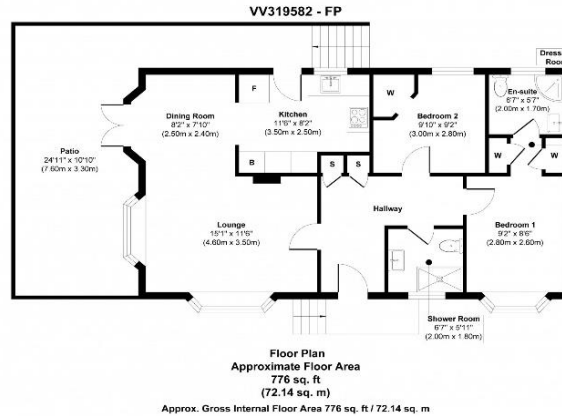 VV319582 - FP
Dress
Room
F
W
En-suite
6'7" x 5'7"
(2.00m x 1.70m)
Dining Room
8'2" x 7'10"
(2.50m x 2.40m)
Kitchen
11'6" x 8'2"
(3.50m x 2.50m)
Bedroom 2
9'10" x 9'2"
(3.00m x 2.80m)
Patio
24'11" x 10'10"
(7.60m x 3.30m)
B
S
S
W
W
Lounge
15'1" x 11'6"
(4.60m x 3.50m)
Hallway
Bedroom 1
9'2" x 8'6"
(2.80m x 2.60m)
Shower Room
6'7" x 5'11"
(2.00m x 1.80m)
Floor Plan
Approximate Floor Area
776 sq. ft
(72.14 sq. m)
Approx. Gross Internal Floor Area 776 sq. ft / 72.14 sq. m